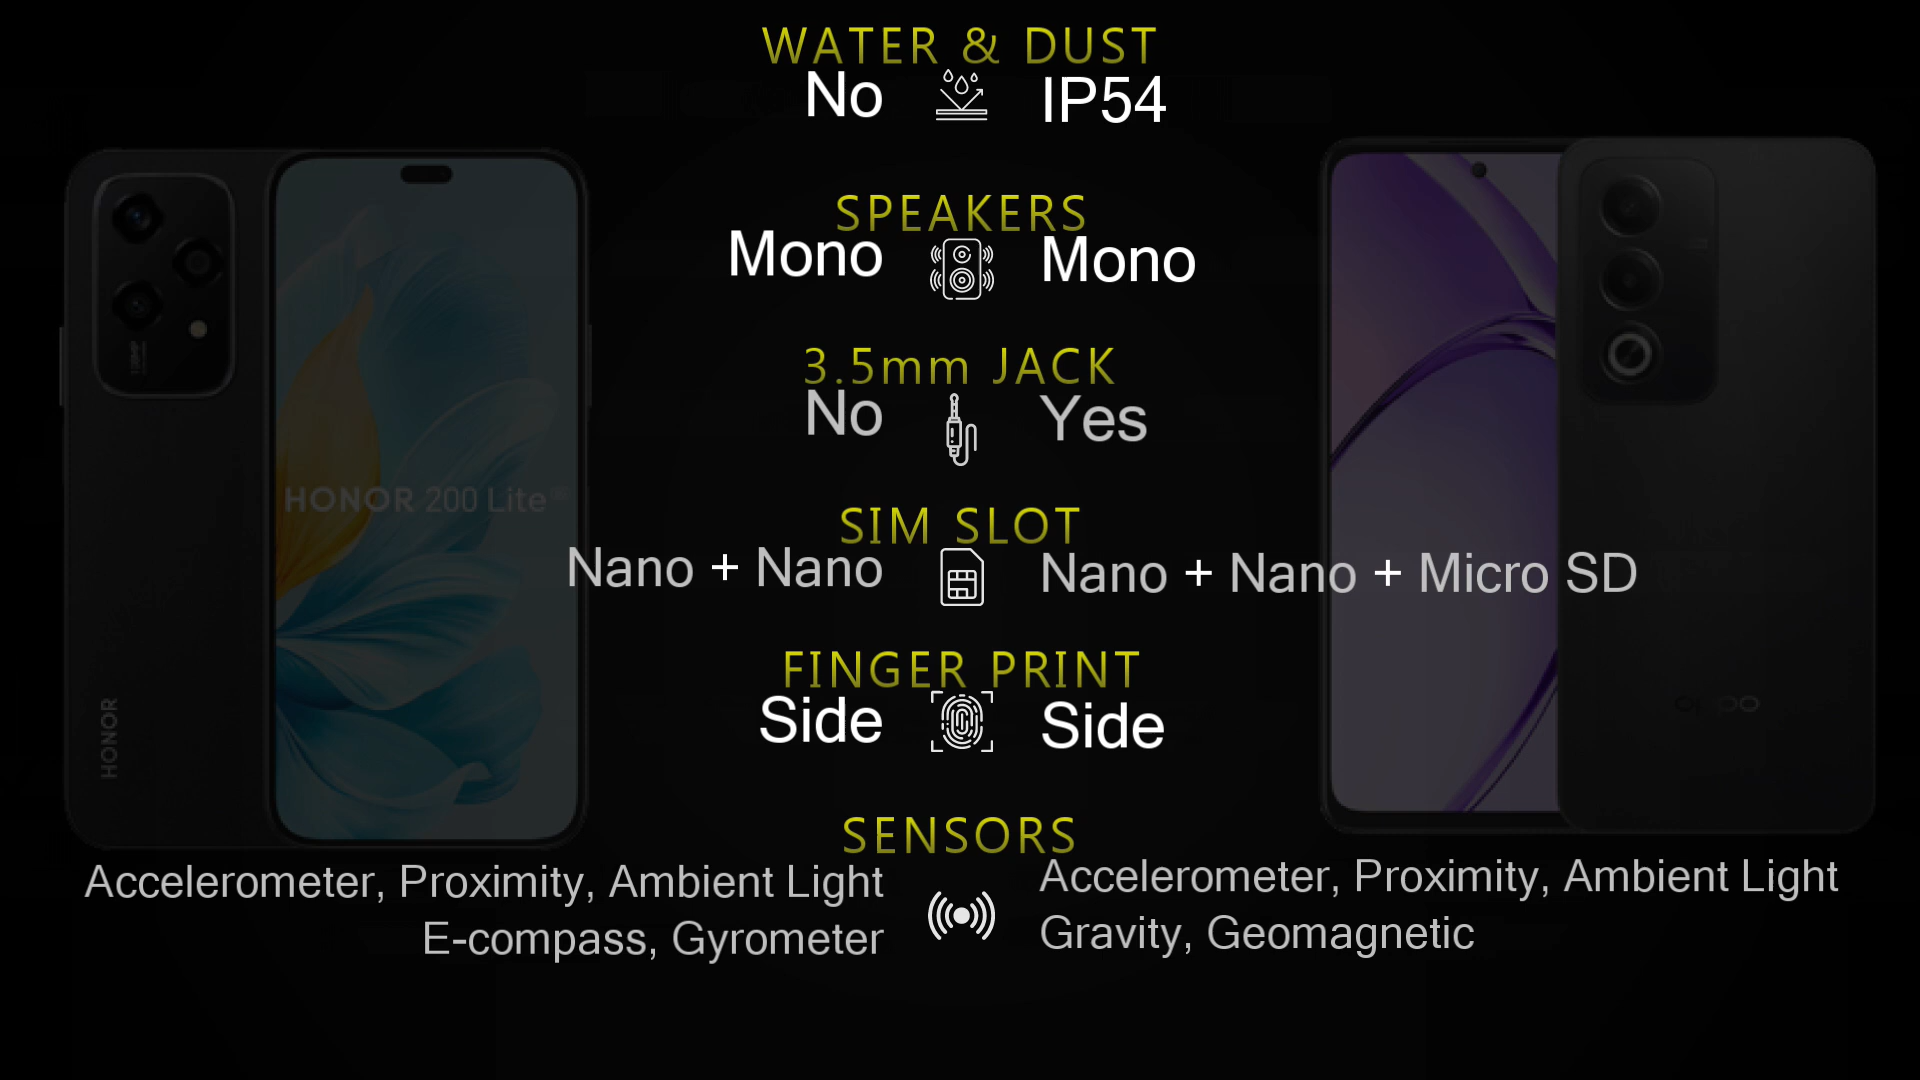 WATER & DUST
No IP54
SPEAKERS
Mono Mono
3.5mm JACK
No Yes
HONOR 200 Lite
SIM SLOT
Nano + Nano Nano + Nano + Micro SD
FINGER PRINT
Side Side
HONOR
oppo
SENSORS
Accelerometer, Proximity, Ambient Light
E-compass, Gyrometer
Accelerometer, Proximity, Ambient Light
Gravity, Geomagnetic